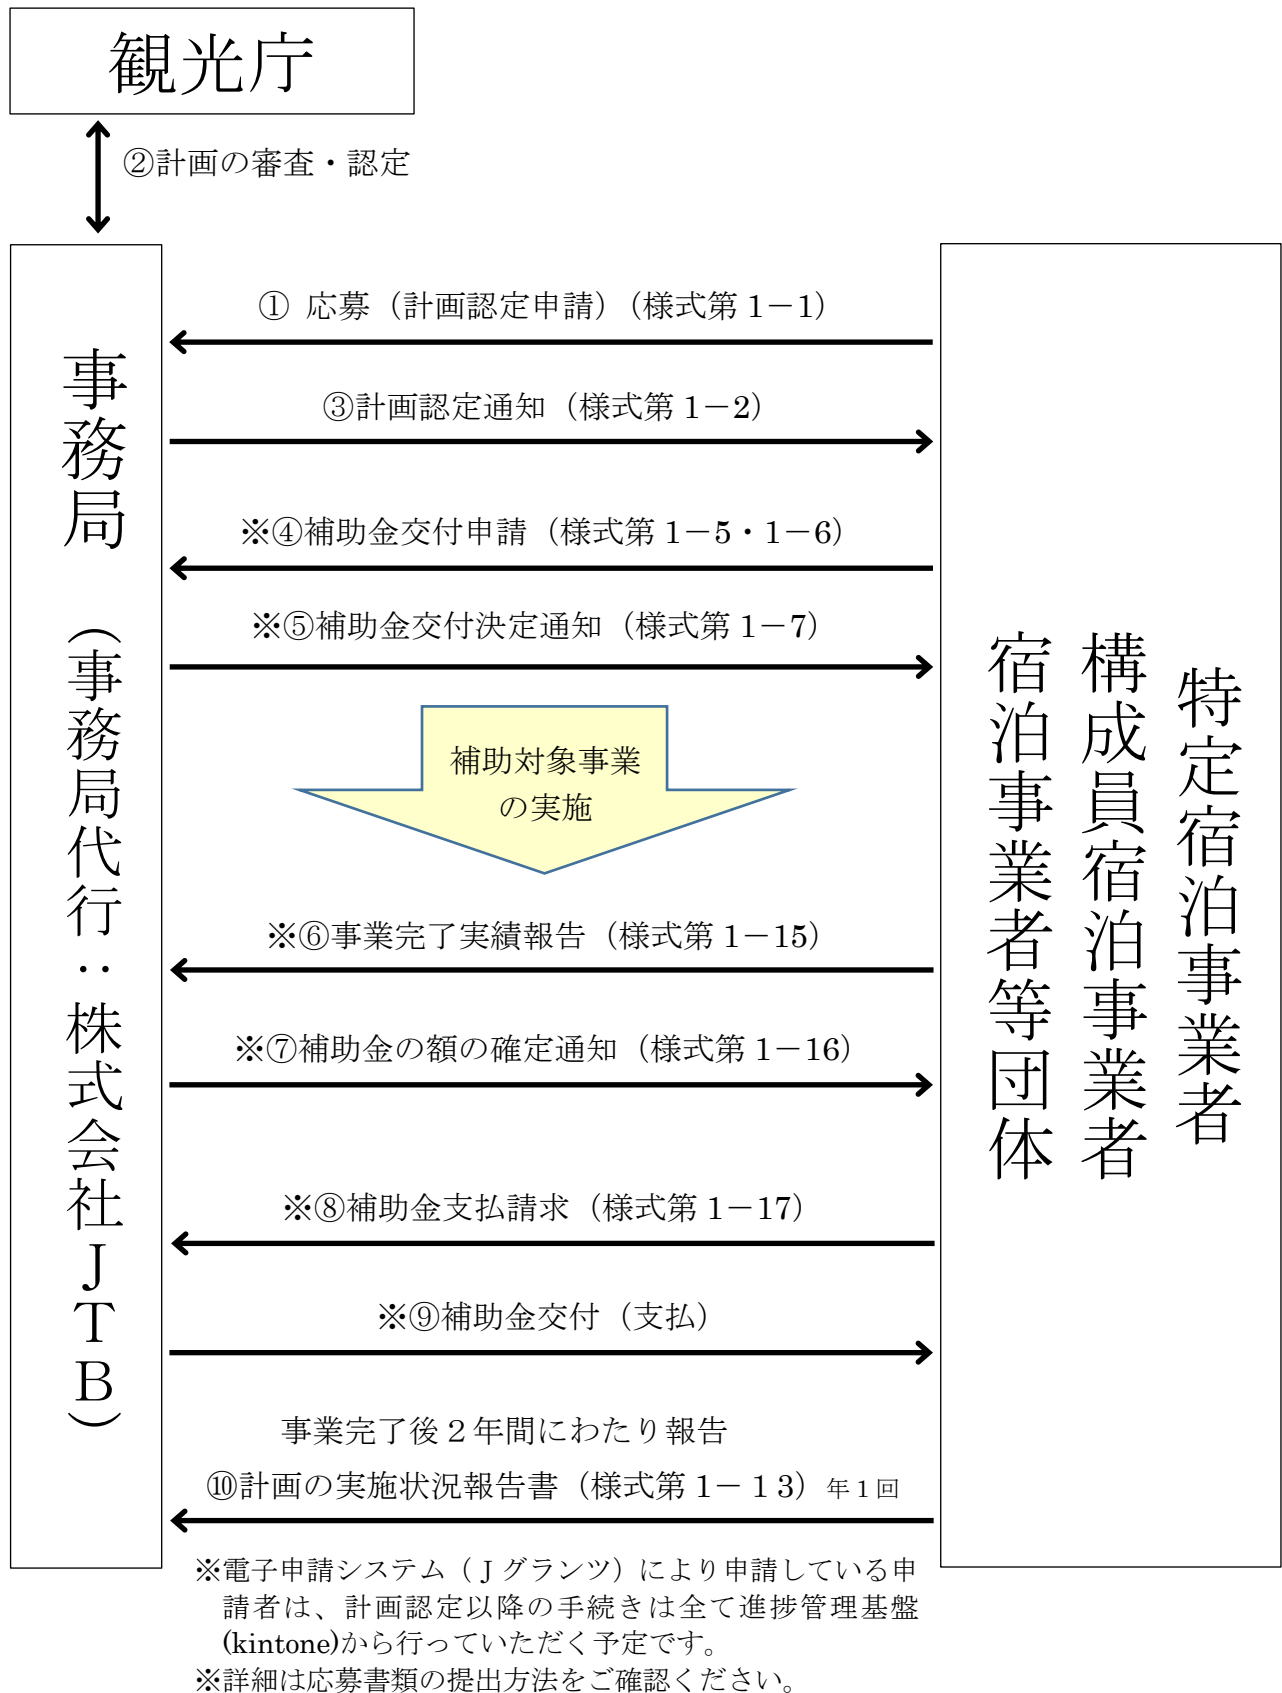 観光庁
②計画の審査・認定
事務局 （事務局代行：株式会社ＪＴＢ）
① 応募（計画認定申請）（様式第 1－1）
③計画認定通知（様式第 1－2）
※④補助金交付申請（様式第 1－5・1－6）
※⑤補助金交付決定通知（様式第 1－7）
補助対象事業
の実施
※⑥事業完了実績報告（様式第 1－15）
※⑦補助金の額の確定通知（様式第 1－16）
※⑧補助金支払請求（様式第 1－17）
※⑨補助金交付（支払）
事業完了後２年間にわたり報告
⑩計画の実施状況報告書（様式第 1－１3）年１回
特定宿泊事業者
構成員宿泊事業者
宿泊事業者等団体
※電子申請システム（Ｊグランツ）により申請している申
請者は、計画認定以降の手続きは全て進捗管理基盤
(kintone)から行っていただく予定です。
※詳細は応募書類の提出方法をご確認ください。